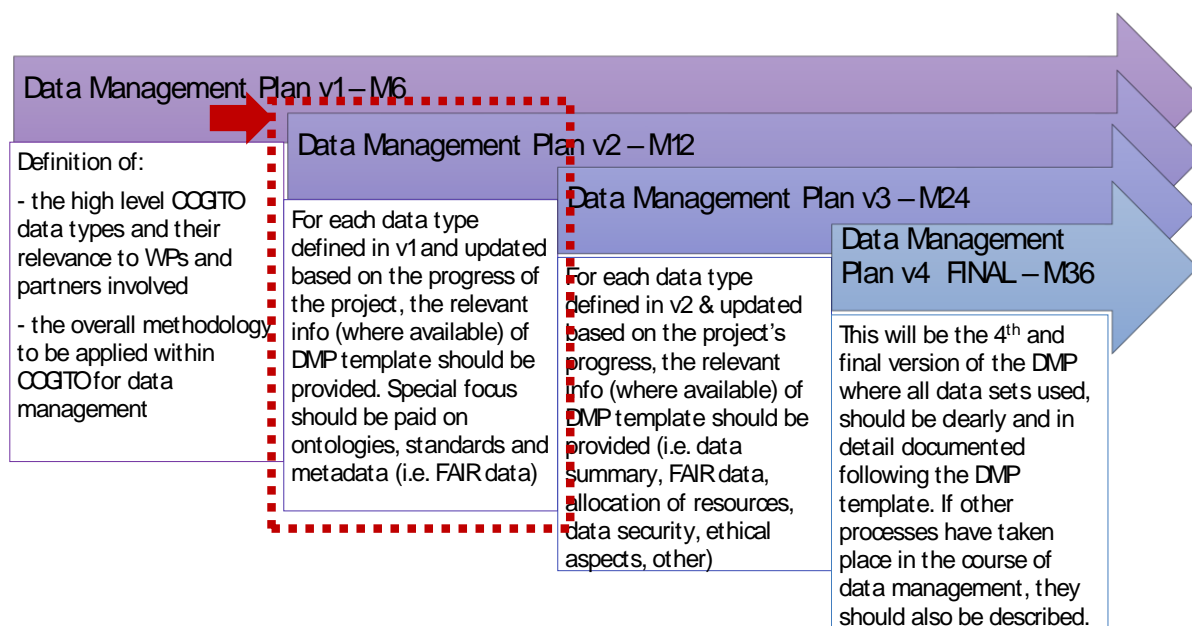 Data Management Plan v1 – M6
Definition of:
- the high level COGITO
data types and their
relevance to WPs and
partners involved
- the overall methodology
to be applied within
COGITO for data
management
Data Management Plan v2 – M12
For each data type
defined in v1 and updated
based on the progress of
the project, the relevant
info (where available) of
DMP template should be
provided. Special focus
should be paid on
ontologies, standards and
metadata (i.e. FAIR data)
Data Management Plan v3 – M24
For each data type
defined in v2 & updated
based on the project's
progress, the relevant
info (where available) of
DMP template should be
provided (i.e. data
summary, FAIR data,
allocation of resources,
data security, ethical
aspects, other)
Data Management
Plan v4 FINAL – M36
This will be the 4th and
final version of the DMP
where all data sets used,
should be clearly and in
detail documented
following the DMP
template. If other
processes have taken
place in the course of
data management, they
should also be described.